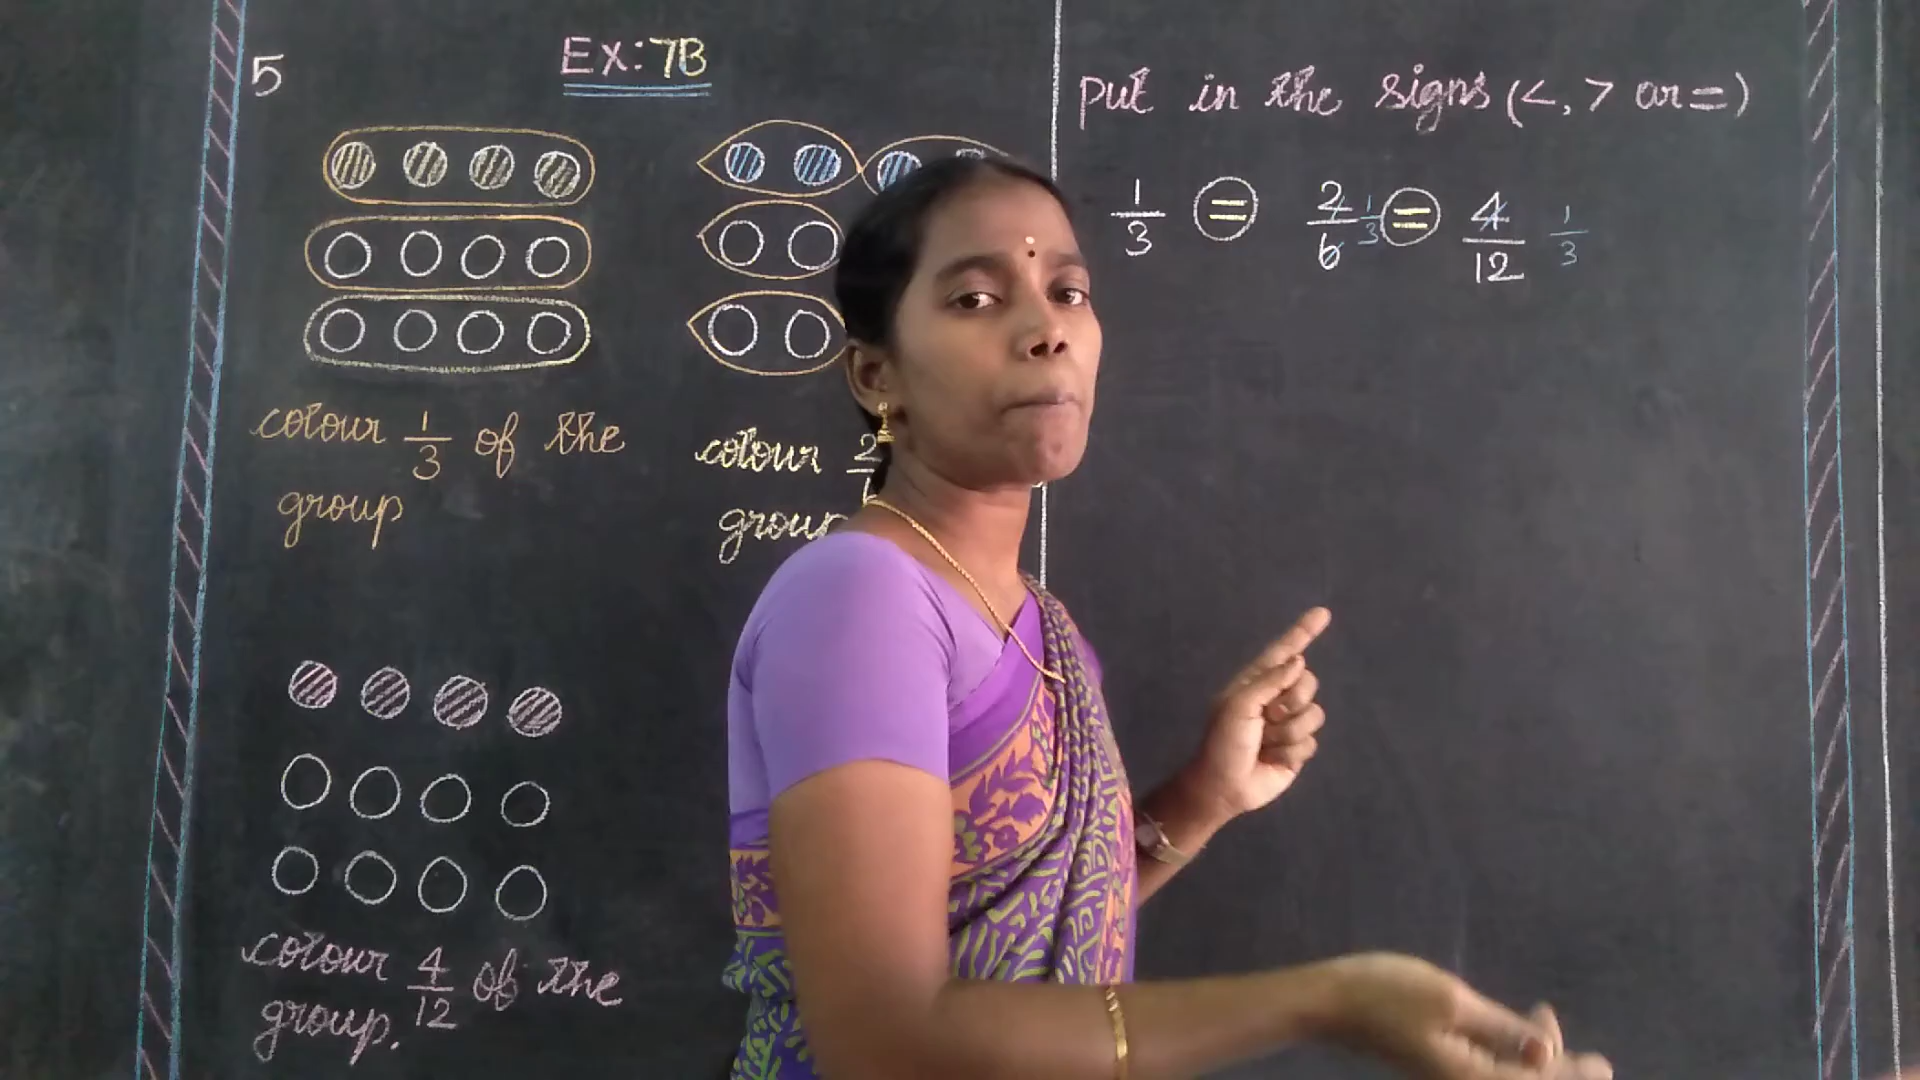 5
Ex: 7B
colour 1/3 of the
group
colour 2/
group
colour 4/12 of the
group.
put in the signs (<, > or =)
1/3 = 2/6 1/3 = 4/12 1/3